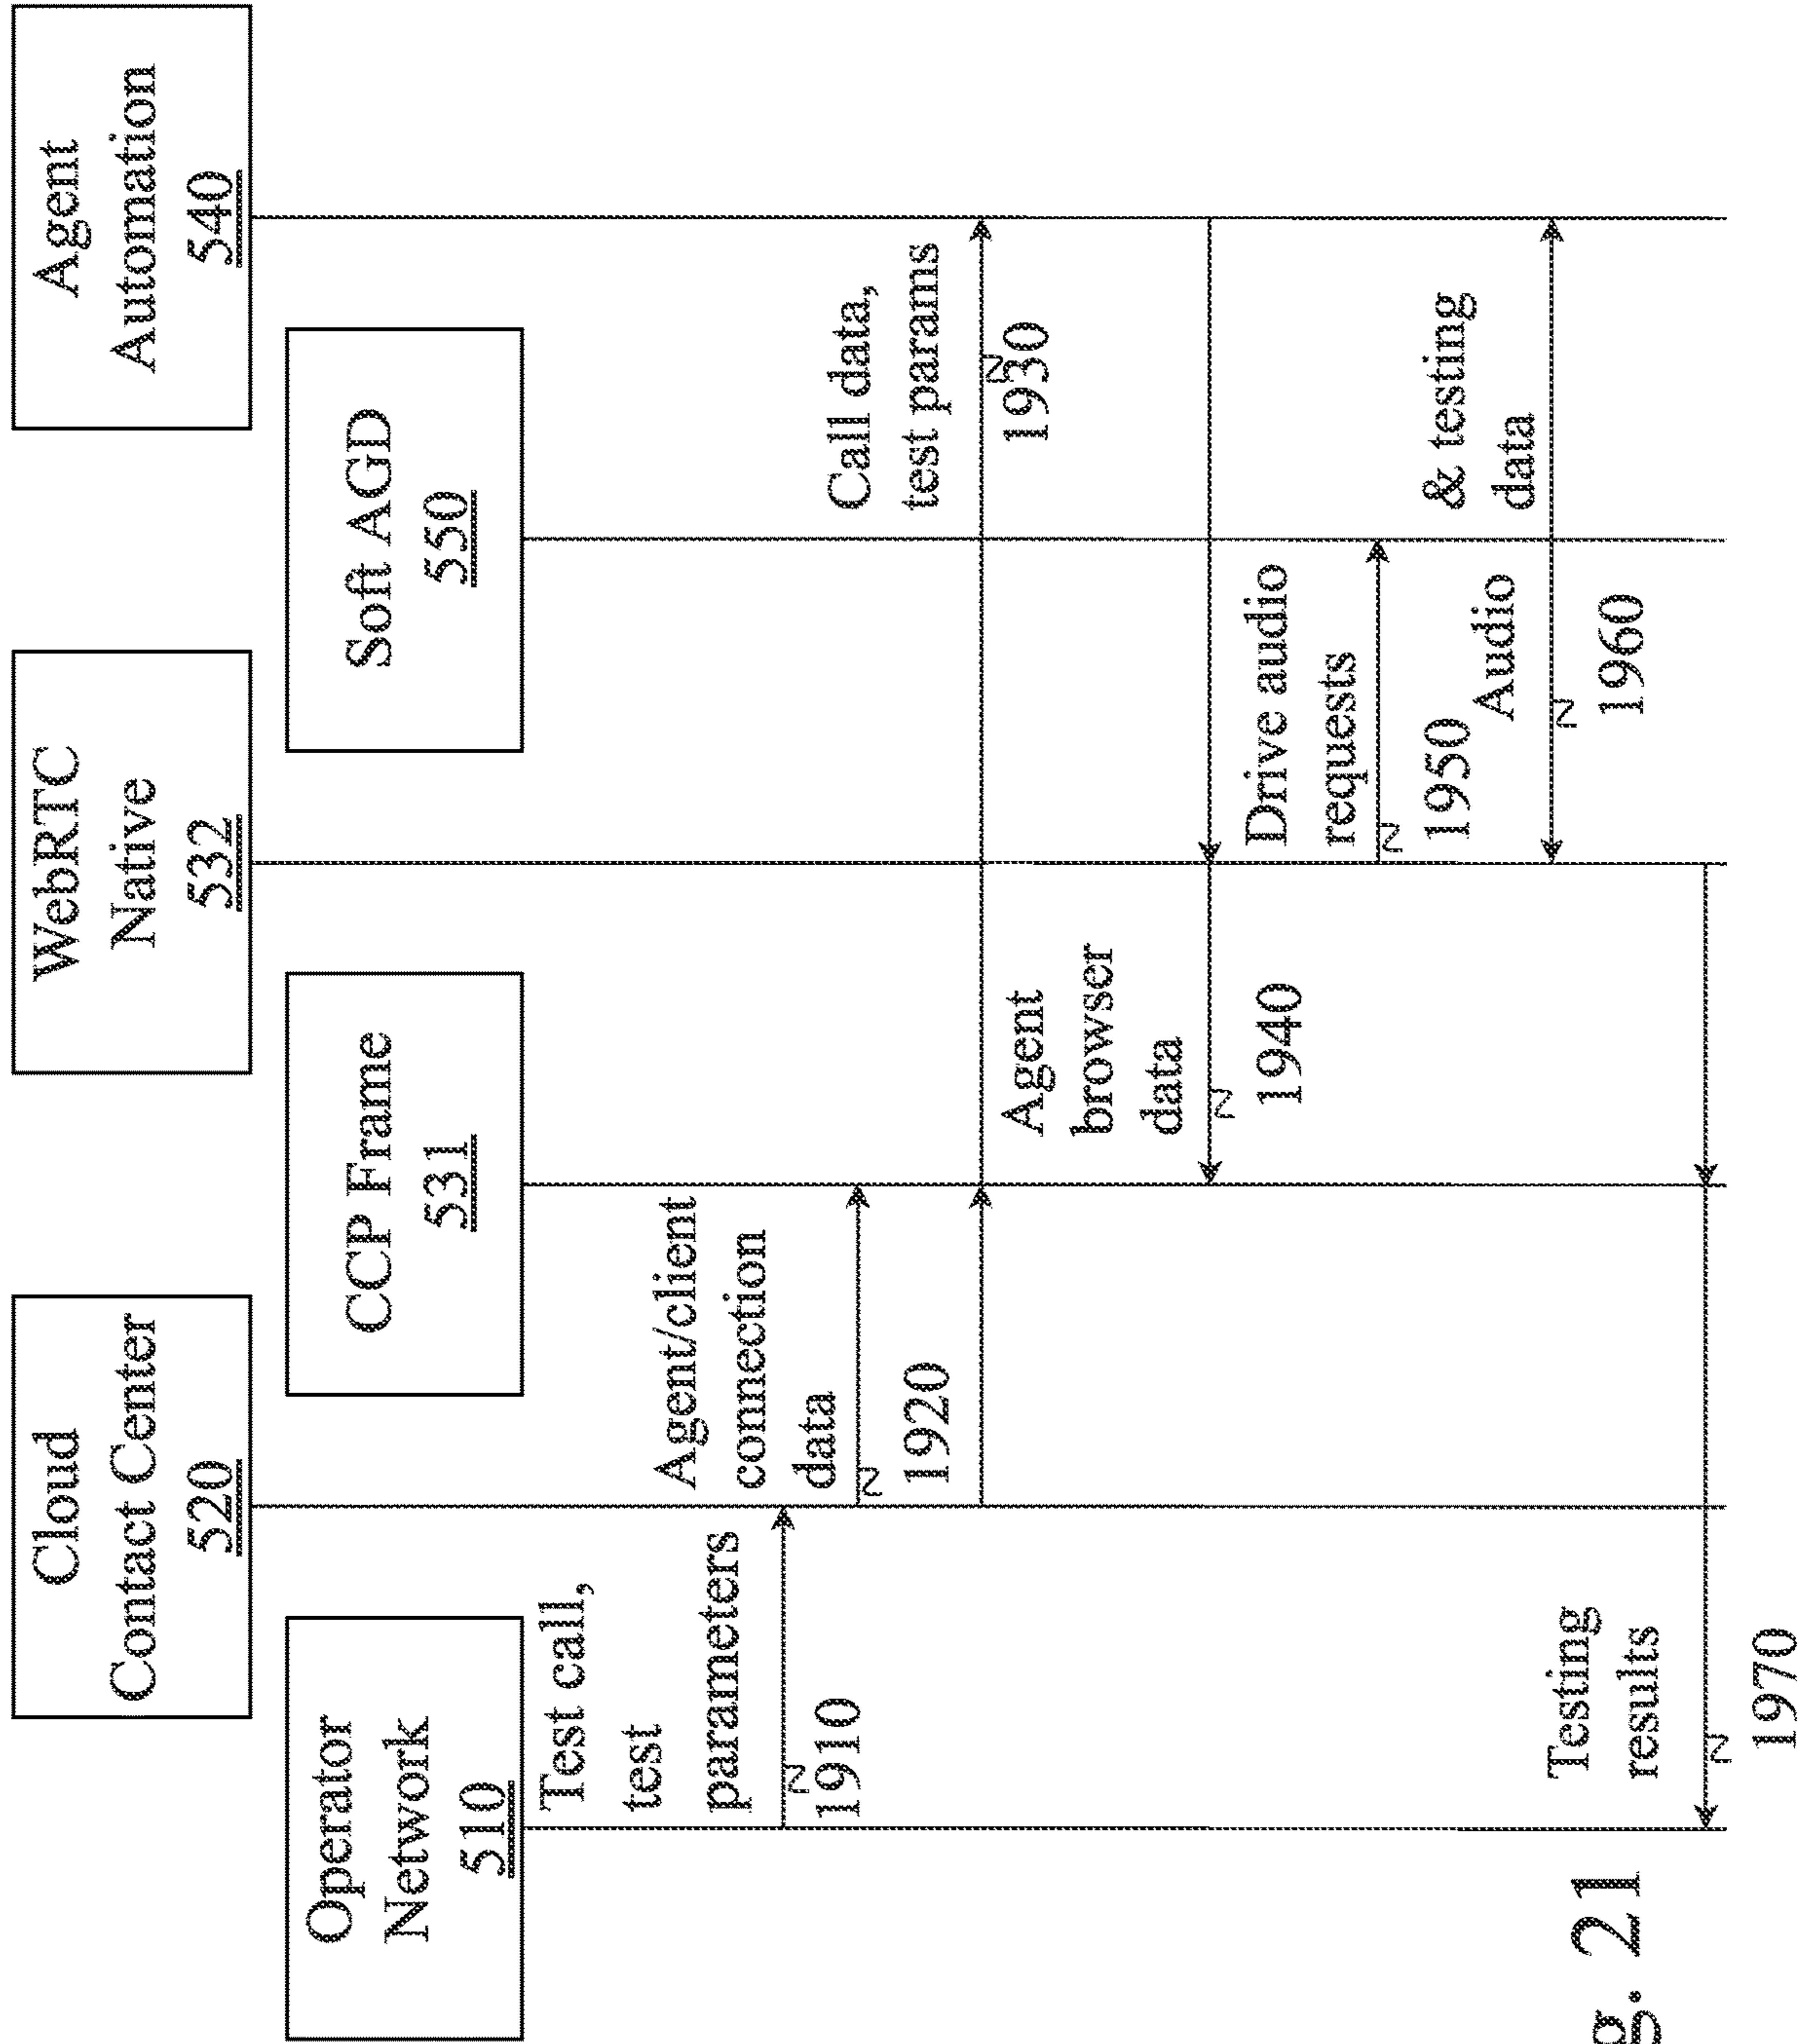 Operator
Network
510
Cloud
Contact Center
520
CCP Frame
531
WebRTC
Native
532
Soft AGD
550
Agent
Automation
540
Test call,
test
parameters
1910
Agent/client
connection
data
1920
Call data,
test params
1930
Agent
browser
data
1940
Drive audio
requests
1950
Audio
& testing
data
1960
Testing
results
1970
g. 21